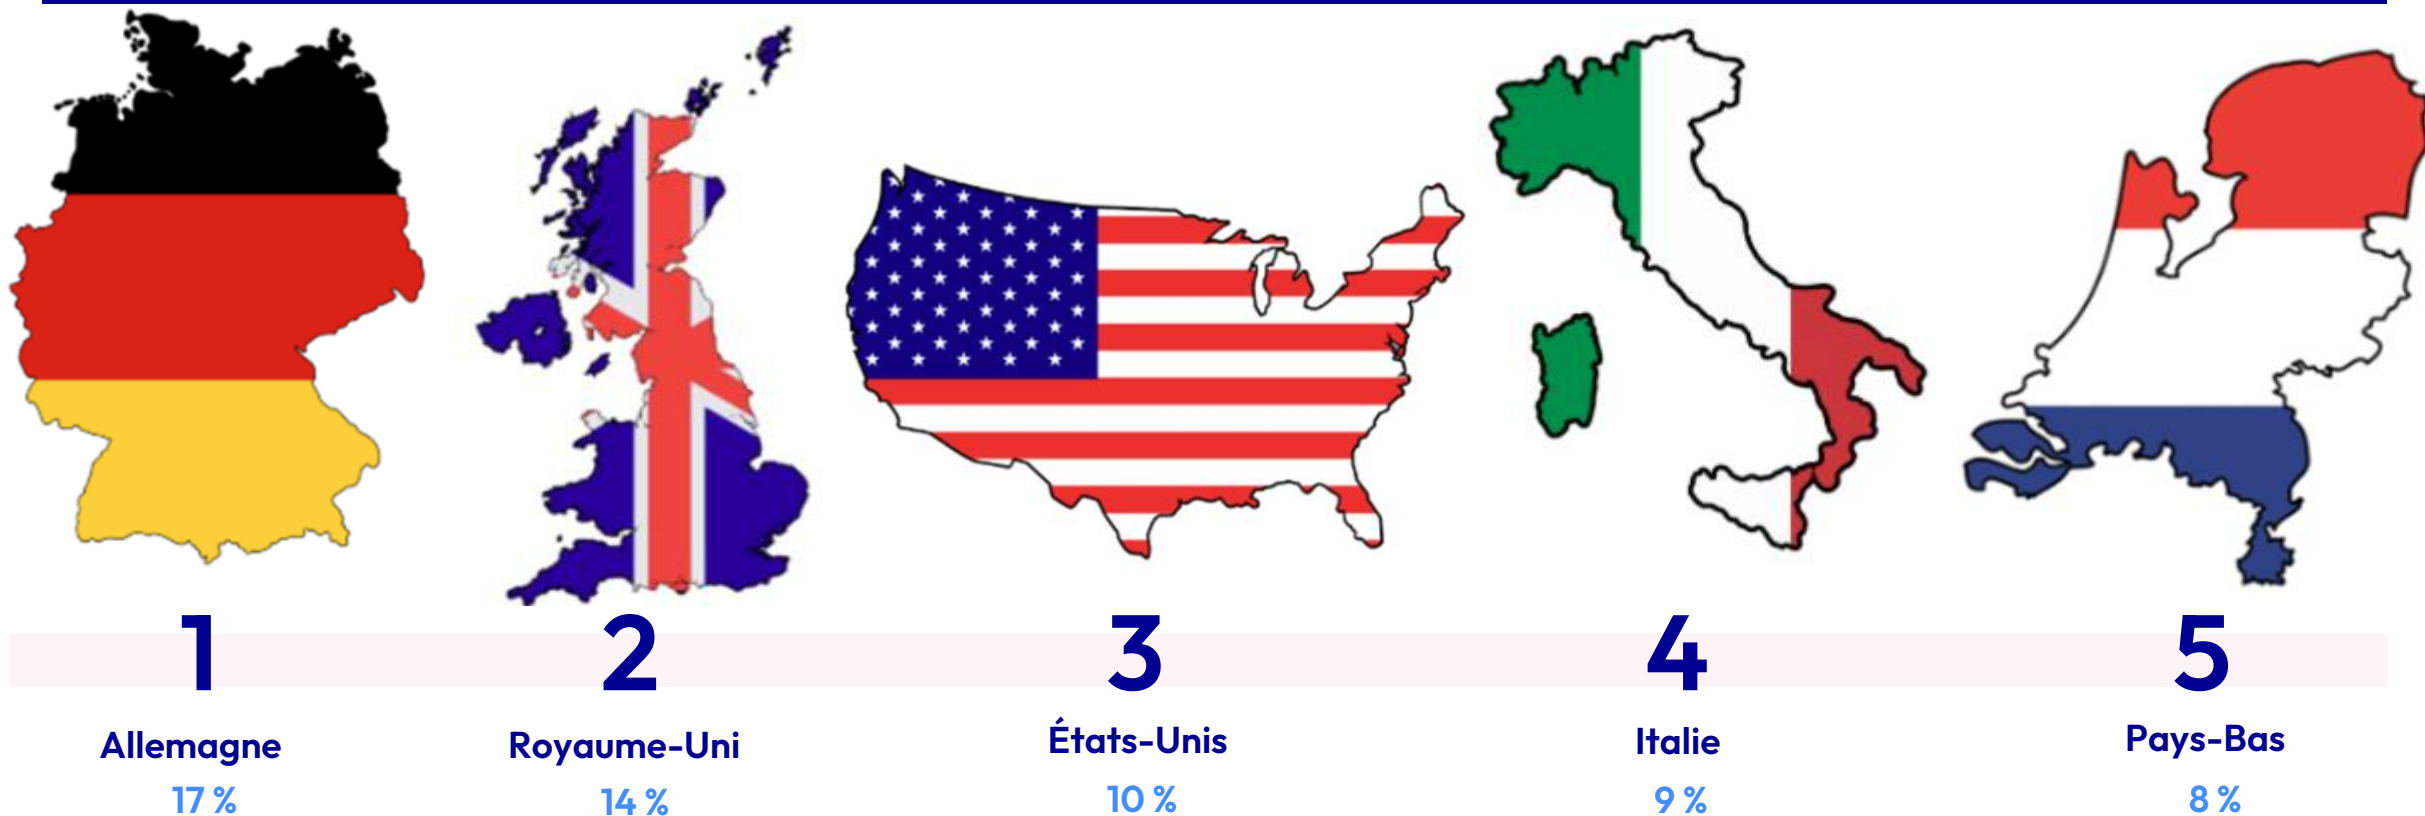 1
Allemagne
17 %
2
Royaume-Uni
14 %
3
États-Unis
10 %
4
Italie
9 %
5
Pays-Bas
8 %